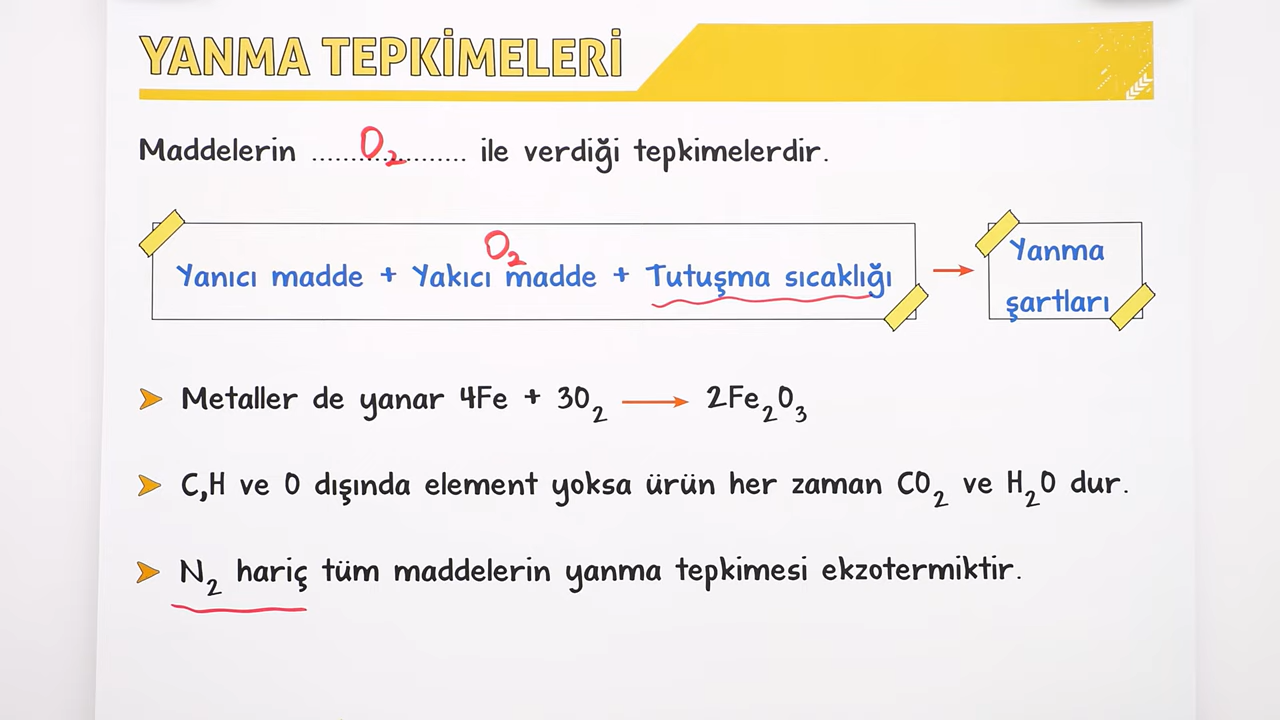 YANMA TEPKİMELERİ
Maddelerin ......O₂...... ile verdiği tepkimelerdir.
O₂
Yanıcı madde + Yakıcı madde + Tutuşma sıcaklığı → Yanma şartları
➤ Metaller de yanar 4Fe + 3O₂ → 2Fe₂O₃
➤ C,H ve O dışında element yoksa ürün her zaman CO₂ ve H₂O dur.
➤ N₂ hariç tüm maddelerin yanma tepkimesi ekzotermiktir.